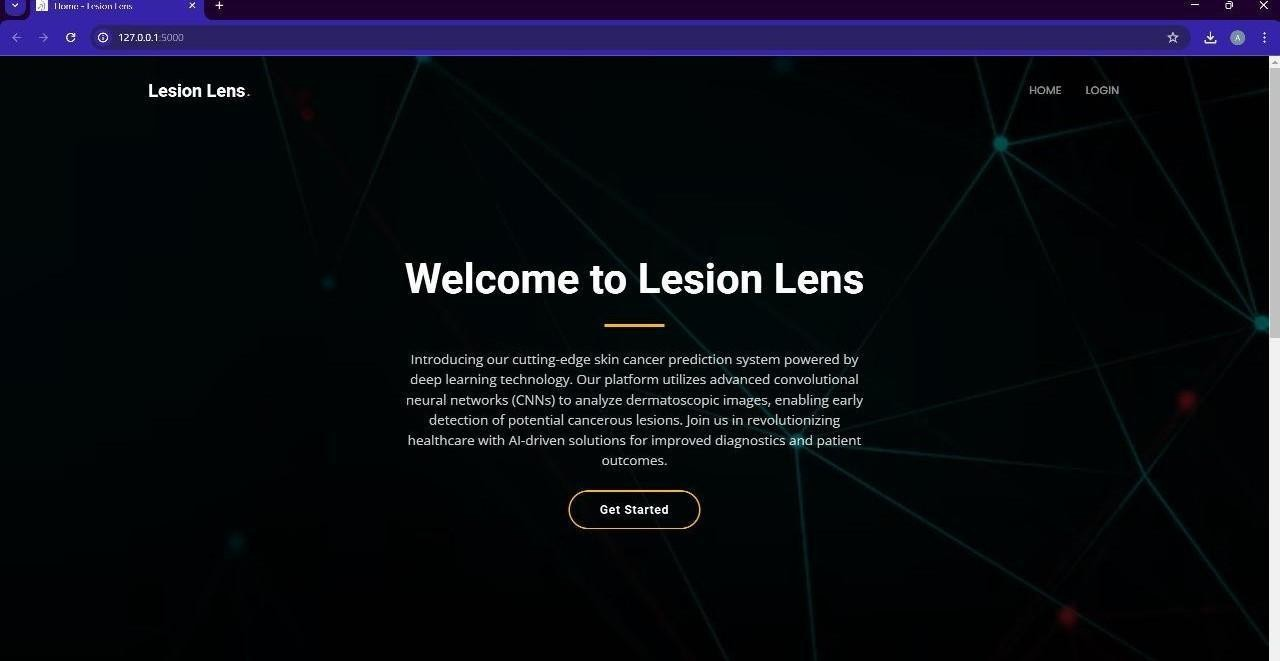 Home - Lesion Lens
127.0.0.1:5000
A
Lesion Lens.
HOME LOGIN
Welcome to Lesion Lens
Introducing our cutting-edge skin cancer prediction system powered by
deep learning technology. Our platform utilizes advanced convolutional
neural networks (CNNs) to analyze dermatoscopic images, enabling early
detection of potential cancerous lesions. Join us in revolutionizing
healthcare with AI-driven solutions for improved diagnostics and patient
outcomes.
Get Started